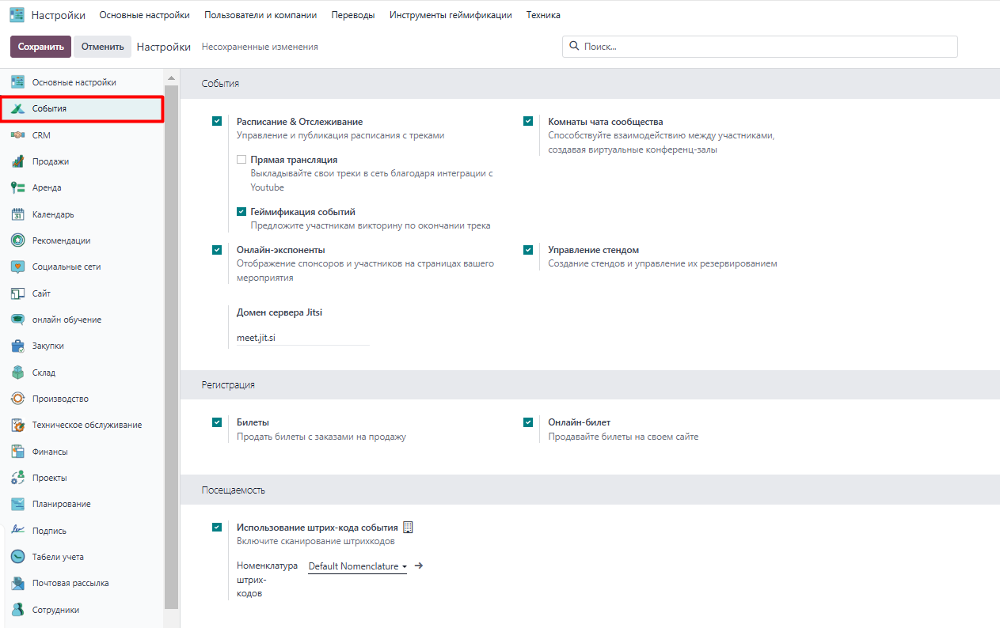 Настройки Основные настройки Пользователи и компании Переводы Инструменты геймификации Техника
Сохранить Отменить Настройки Несохраненные изменения Поиск...
Основные настройки
События
CRM
Продажи
Аренда
Календарь
Рекомендации
Социальные сети
Сайт
онлайн обучение
Закупки
Склад
Производство
Техническое обслуживание
Финансы
Проекты
Планирование
Подпись
Табели учета
Почтовая рассылка
Сотрудники
События
Расписание & Отслеживание
Управление и публикация расписания с треками
Прямая трансляция
Выкладывайте свои треки в сеть благодаря интеграции с
Youtube
Геймификация событий
Предложите участникам викторину по окончании трека
Комнаты чата сообщества
Способствуйте взаимодействию между участниками,
создавая виртуальные конференц-залы
Онлайн-экспоненты
Отображение спонсоров и участников на страницах вашего
мероприятия
Управление стендом
Создание стендов и управление их резервированием
Домен сервера Jitsi
meet.jit.si
Регистрация
Билеты
Продать билеты с заказами на продажу
Онлайн-билет
Продавайте билеты на своем сайте
Посещаемость
Использование штрих-кода события
Включите сканирование штрихкодов
Номенклатура Default Nomenclature
штрих-
кодов